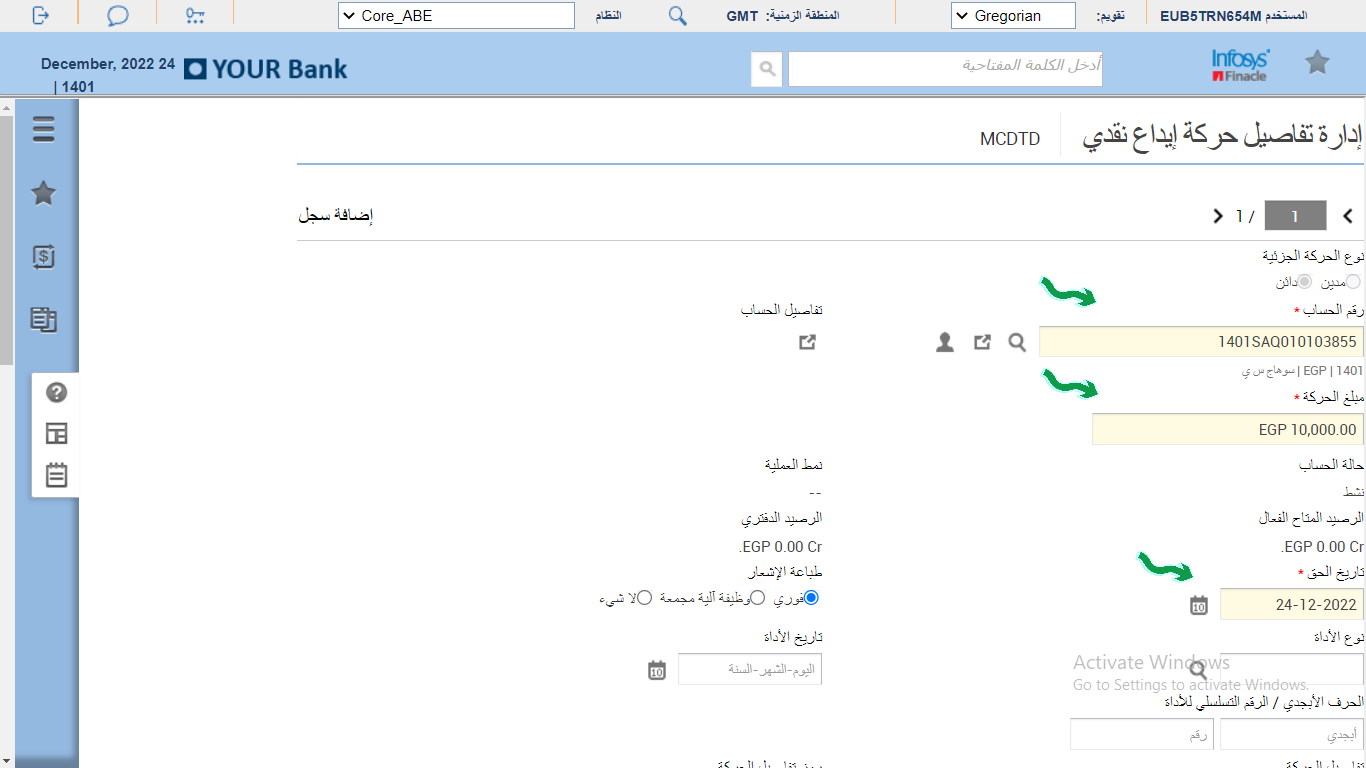 المستخدم EUB5TRN654M
تقويم: Gregorian
المنطقة الزمنية: GMT
النظام Core_ABE
Infosys Finacle
أدخل الكلمة المفتاحية
YOUR Bank
December, 2022 24
| 1401
إدارة تفاصيل حركة إيداع نقدي MCDTD
1 / 1
إضافة سجل
نوع الحركة الجزئية
مدين دائن
رقم الحساب *
تفاصيل الحساب
1401SAQ010103855
1401 | EGP | سوهاج س ي
مبلغ الحركة *
EGP 10,000.00
حالة الحساب
نمط العملية
نشط
--
الرصيد المتاح الفعال
الرصيد الدفتري
EGP 0.00 Cr.
EGP 0.00 Cr.
تاريخ الحق *
طباعة الإشعار
24-12-2022
فوري وظيفة آلية مجمعة لا شيء
نوع الأداة
تاريخ الأداة
اليوم-الشهر-السنة
Activate Windows
Go to Settings to activate Windows.
الحرف الأبجدي / الرقم التسلسلي للأداة
أبجدي رقم
تفاصيل الحركة
رمز تفاصيل الحركة